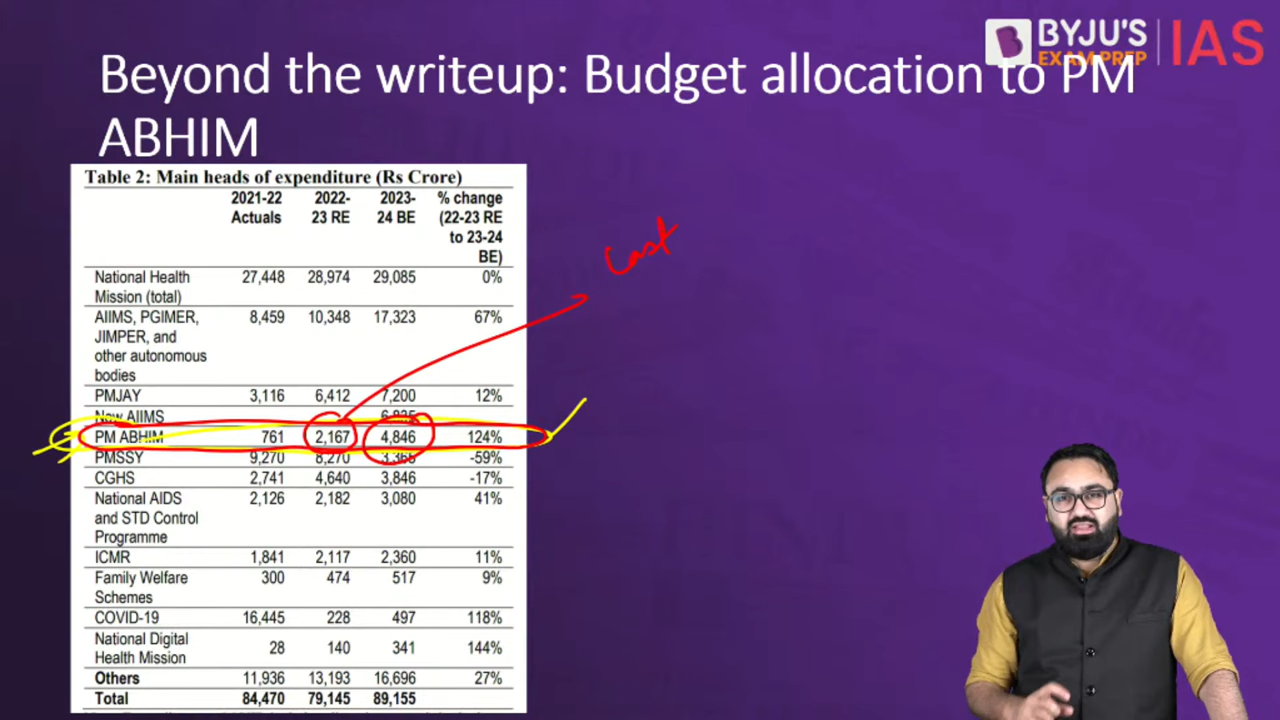 BYJU'S
EXAM PREP
IAS
Beyond the writeup: Budget allocation to PM
ABHIM
Table 2: Main heads of expenditure (Rs Crore)
2021-22 2022- 2023- % change
Actuals 23 RE 24 BE (22-23 RE
to 23-24
BE)
National Health 27,448 28,974 29,085 0%
Mission (total)
AIIMS, PGIMER, 8,459 10,348 17,323 67%
JIMPER, and
other autonomous
bodies
PMJAY 3,116 6,412 7,200 12%
New AIIMS 6,835
PM ABHIM 761 2,167 4,846 124%
PMSSY 9,270 8,270 3,365 -59%
CGHS 2,741 4,640 3,846 -17%
National AIDS 2,126 2,182 3,080 41%
and STD Control
Programme
ICMR 1,841 2,117 2,360 11%
Family Welfare 300 474 517 9%
Schemes
COVID-19 16,445 228 497 118%
National Digital 28 140 341 144%
Health Mission
Others 11,936 13,193 16,696 27%
Total 84,470 79,145 89,155